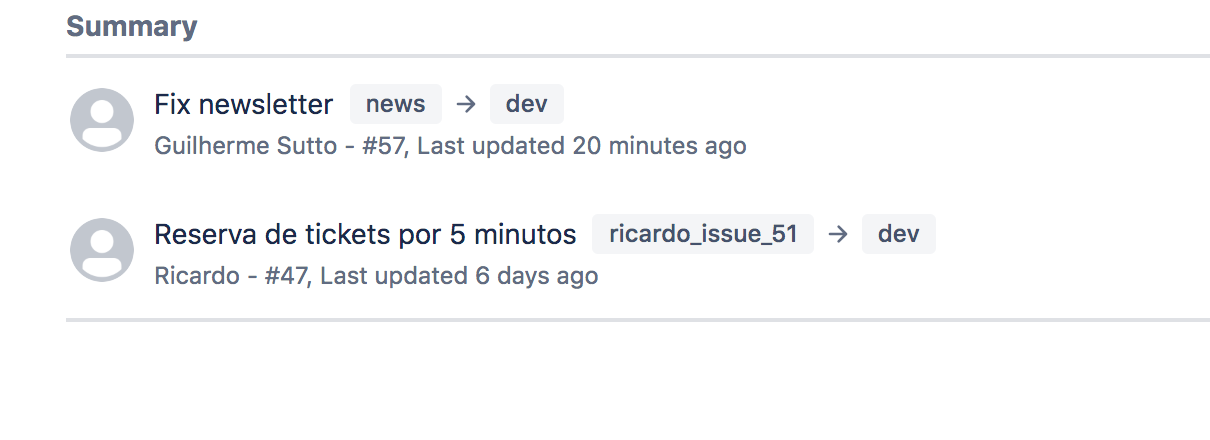 Summary
Fix newsletter news → dev
Guilherme Sutto - #57, Last updated 20 minutes ago
Reserva de tickets por 5 minutos ricardo_issue_51 → dev
Ricardo - #47, Last updated 6 days ago